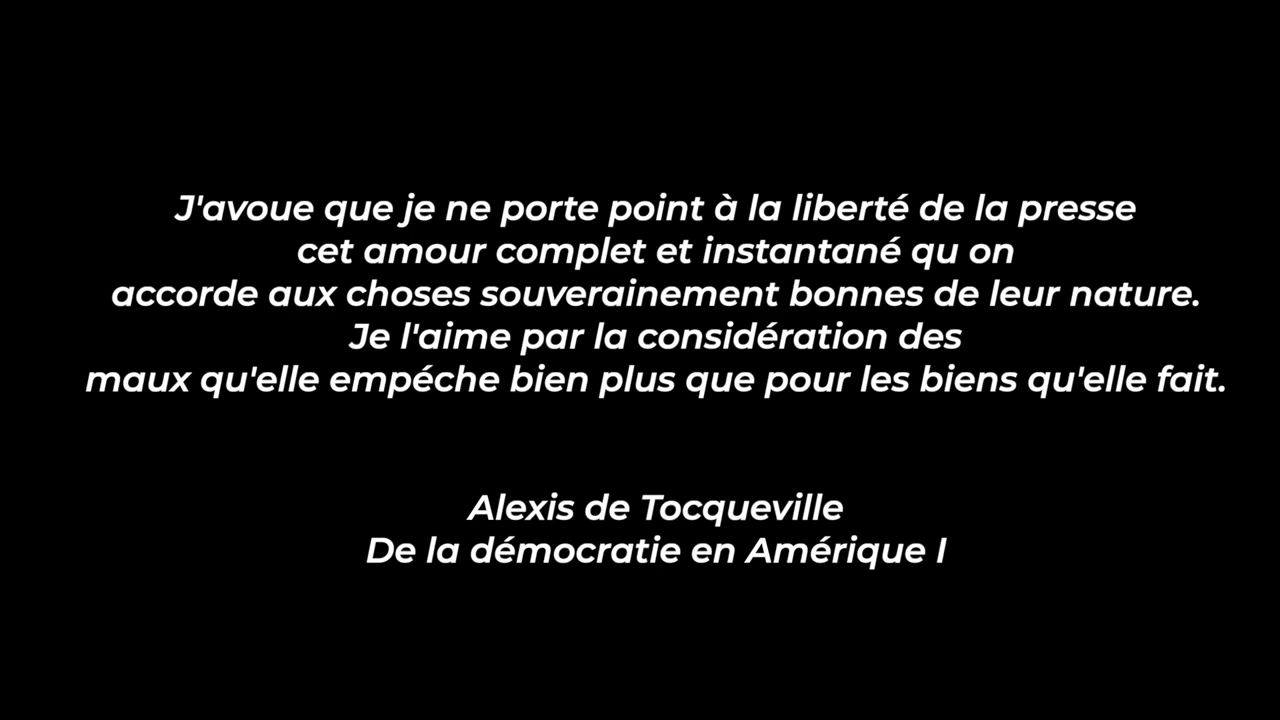 J'avoue que je ne porte point à la liberté de la presse
cet amour complet et instantané qu on
accorde aux choses souverainement bonnes de leur nature.
Je l'aime par la considération des
maux qu'elle empéche bien plus que pour les biens qu'elle fait.
Alexis de Tocqueville
De la démocratie en Amérique I